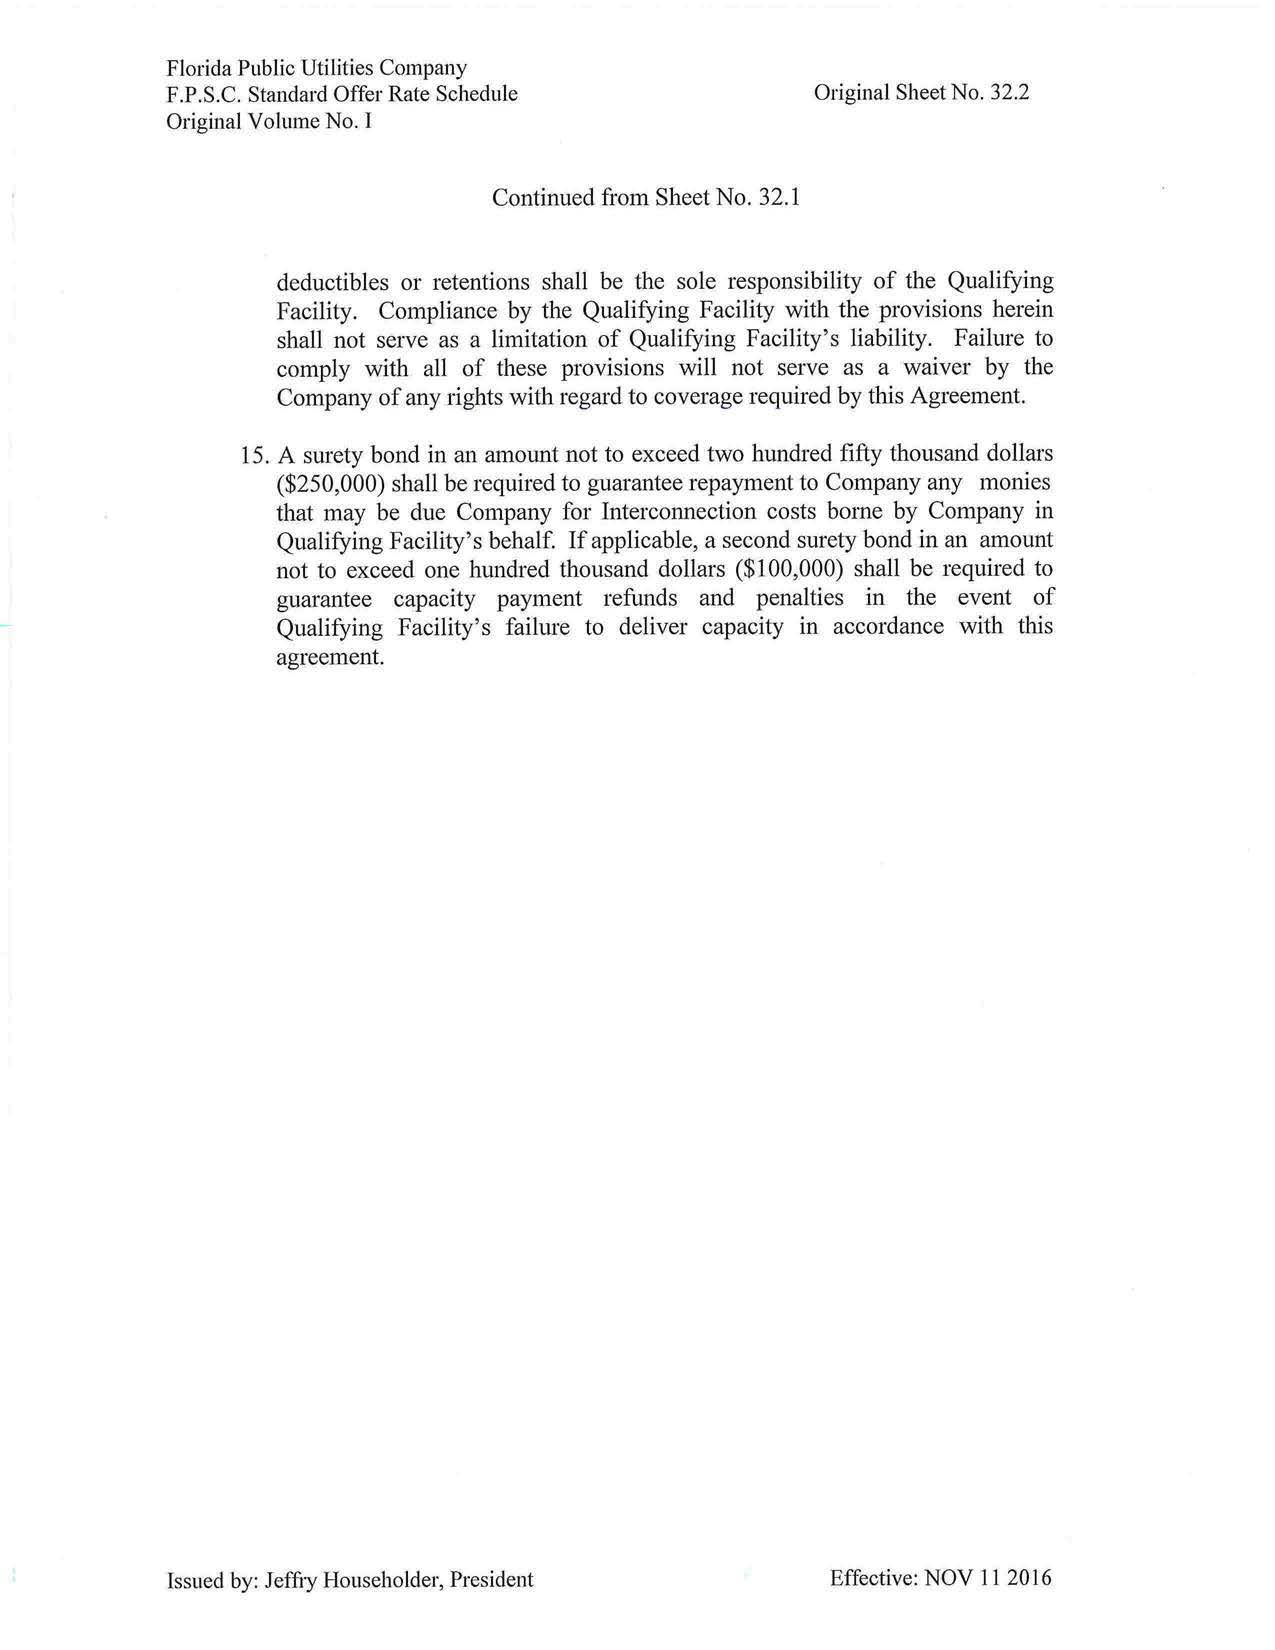 Florida Public Utilities Company
F.P.S.C. Standard Offer Rate Schedule
Original Sheet No. 32.2
Original Volume No. I
Continued from Sheet No. 32.1
deductibles or retentions shall be the sole responsibility of the Qualifying
Facility. Compliance by the Qualifying Facility with the provisions herein
shall not serve as a limitation of Qualifying Facility's liability. Failure to
comply with all of these provisions will not serve as a waiver by the
Company of any rights with regard to coverage required by this Agreement.
15. A surety bond in an amount not to exceed two hundred fifty thousand dollars
($250,000) shall be required to guarantee repayment to Company any monies
that may be due Company for Interconnection costs borne by Company in
Qualifying Facility's behalf. If applicable, a second surety bond in an amount
not to exceed one hundred thousand dollars ($100,000) shall be required to
guarantee capacity payment refunds and penalties in the event of
Qualifying Facility's failure to deliver capacity in accordance with this
agreement.
Issued by: Jeffry Householder, President
Effective: NOV 11 2016